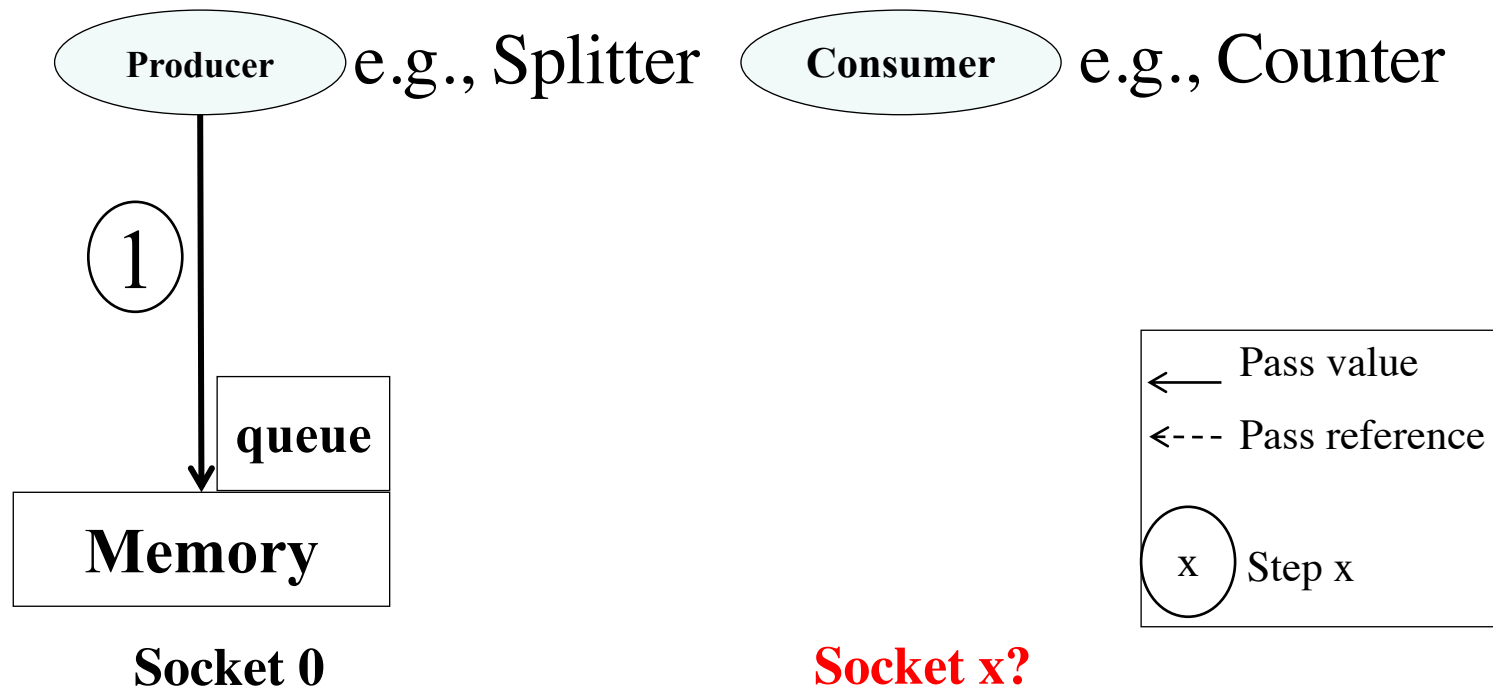 Producer e.g., Splitter Consumer e.g., Counter
1
Pass value
queue
Pass reference
Memory
x Step x
Socket 0 Socket x?